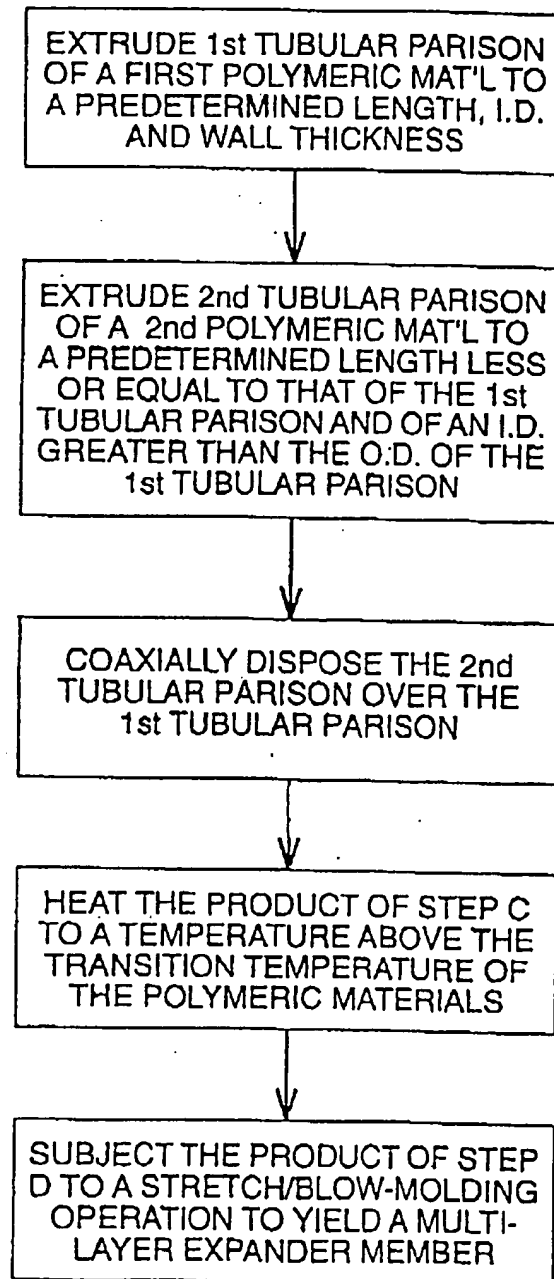 EXTRUDE 1st TUBULAR PARISON
OF A FIRST POLYMERIC MAT'L TO
A PREDETERMINED LENGTH, I.D.
AND WALL THICKNESS
EXTRUDE 2nd TUBULAR PARISON
OF A 2nd POLYMERIC MAT'L TO
A PREDETERMINED LENGTH LESS
OR EQUAL TO THAT OF THE 1st
TUBULAR PARISON AND OF AN I.D.
GREATER THAN THE O.D. OF THE
1st TUBULAR PARISON
COAXIALLY DISPOSE THE 2nd
TUBULAR PARISON OVER THE
1st TUBULAR PARISON
HEAT THE PRODUCT OF STEP C
TO A TEMPERATURE ABOVE THE
TRANSITION TEMPERATURE OF
THE POLYMERIC MATERIALS
SUBJECT THE PRODUCT OF STEP
D TO A STRETCH/BLOW-MOLDING
OPERATION TO YIELD A MULTI-
LAYER EXPANDER MEMBER